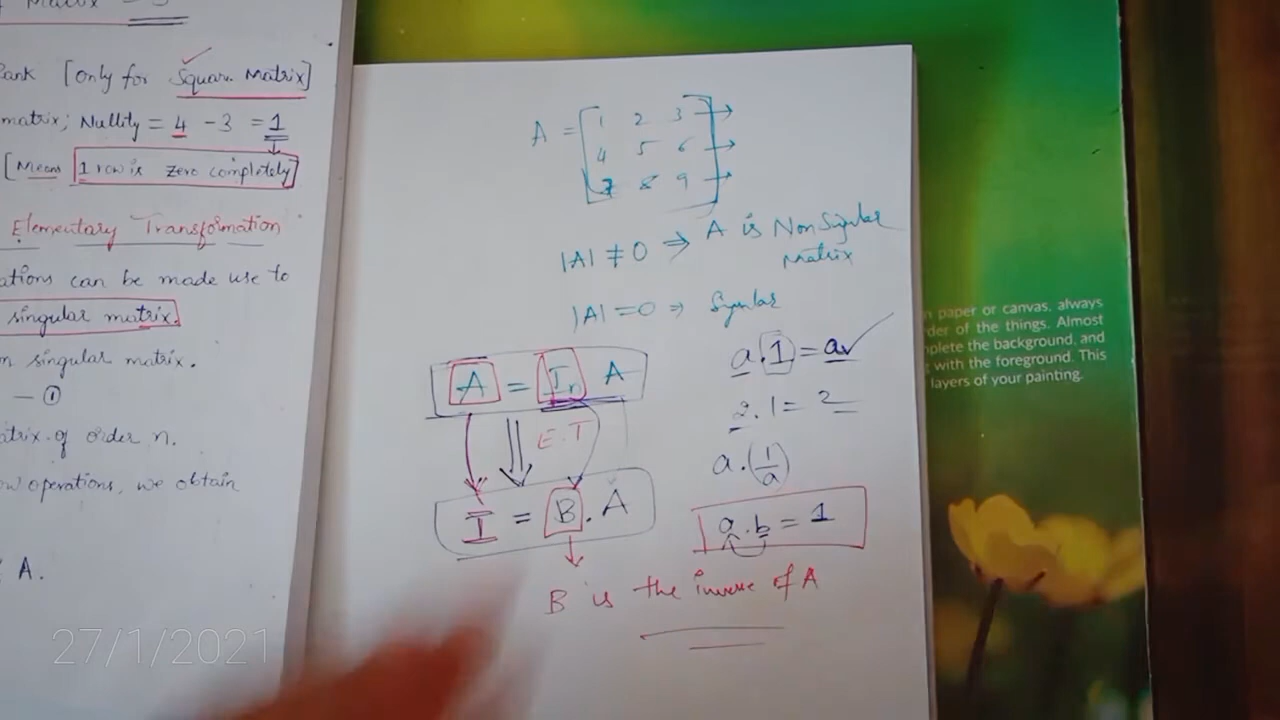 Matrix = 3
Rank [only for Square Matrix]
matrix; Nullity = 4 - 3 = 1
[Means 1 row is zero completely]
Elementary Transformation
ations can be made use to
singular matrix.
n singular matrix.
— ①
atrix of order n.
ow operations, we obtain
A.
27/1/2021
A = [1 2 3
4 5 6
7 8 9]
|A| ≠ 0 ⇒ A is Non Singular
Matrix
|A| = 0 ⇒ Singular
A = In A
E.T
I = B . A
B is the inverse of A
a . 1 = a ✓
2 . 1 = 2
a . (1/a)
a . b = 1
n paper or canvas, always
der of the things. Almost
plete the background, and
with the foreground. This
layers of your painting.